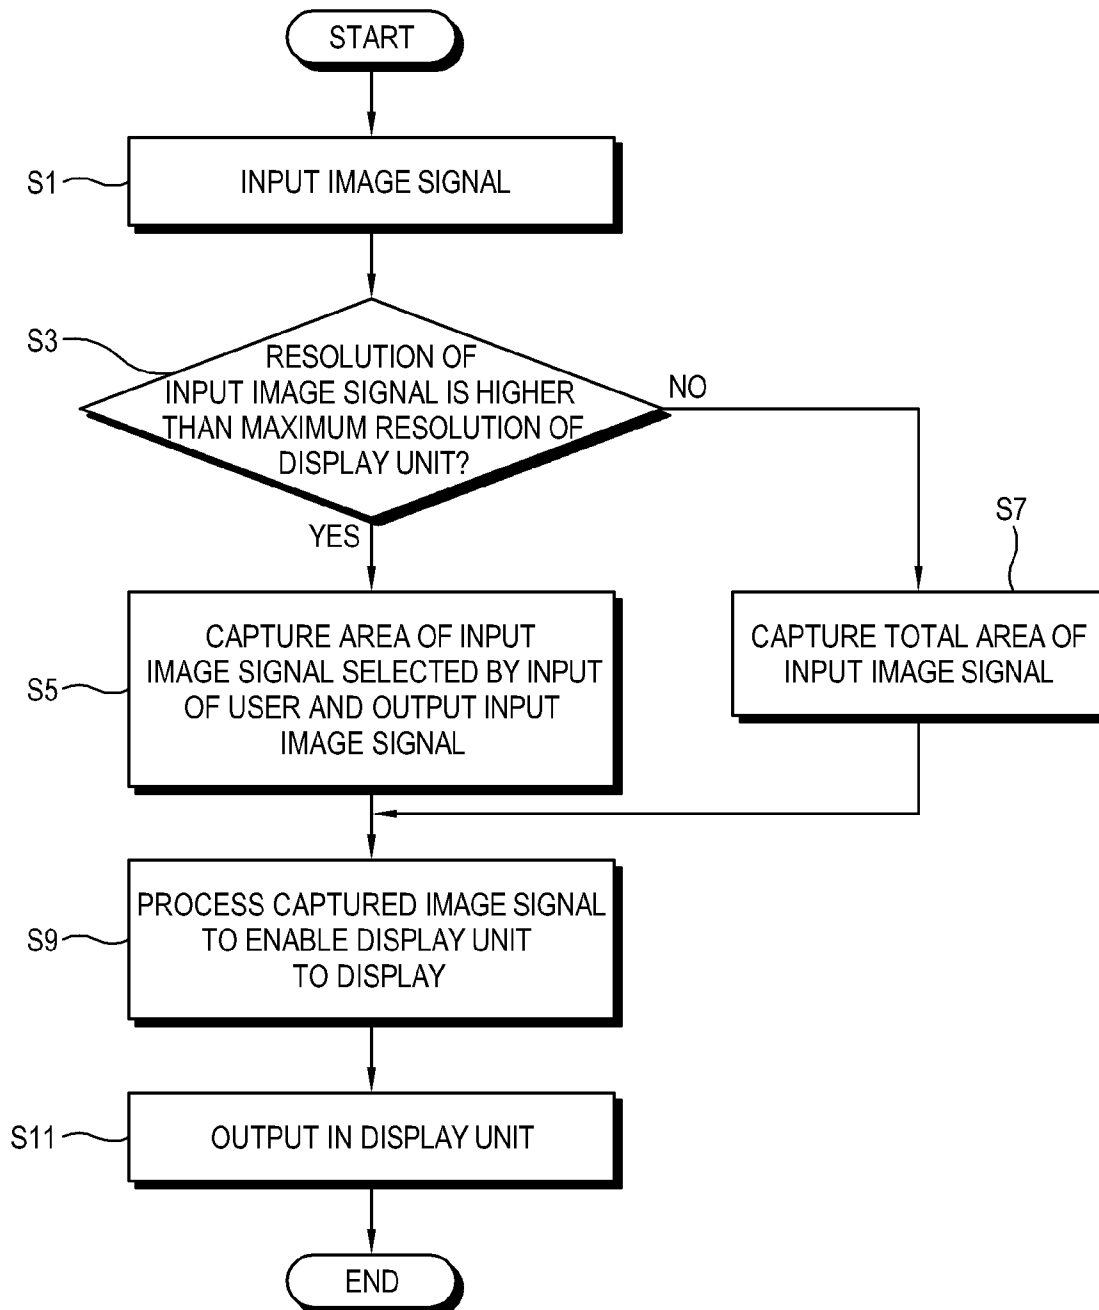 START
S1
INPUT IMAGE SIGNAL
S3
RESOLUTION OF
INPUT IMAGE SIGNAL IS HIGHER
THAN MAXIMUM RESOLUTION OF
DISPLAY UNIT?
NO
YES
S7
CAPTURE AREA OF INPUT
IMAGE SIGNAL SELECTED BY INPUT
OF USER AND OUTPUT INPUT
IMAGE SIGNAL
S5
CAPTURE TOTAL AREA OF
INPUT IMAGE SIGNAL
PROCESS CAPTURED IMAGE SIGNAL
TO ENABLE DISPLAY UNIT
TO DISPLAY
S9
S11
OUTPUT IN DISPLAY UNIT
END